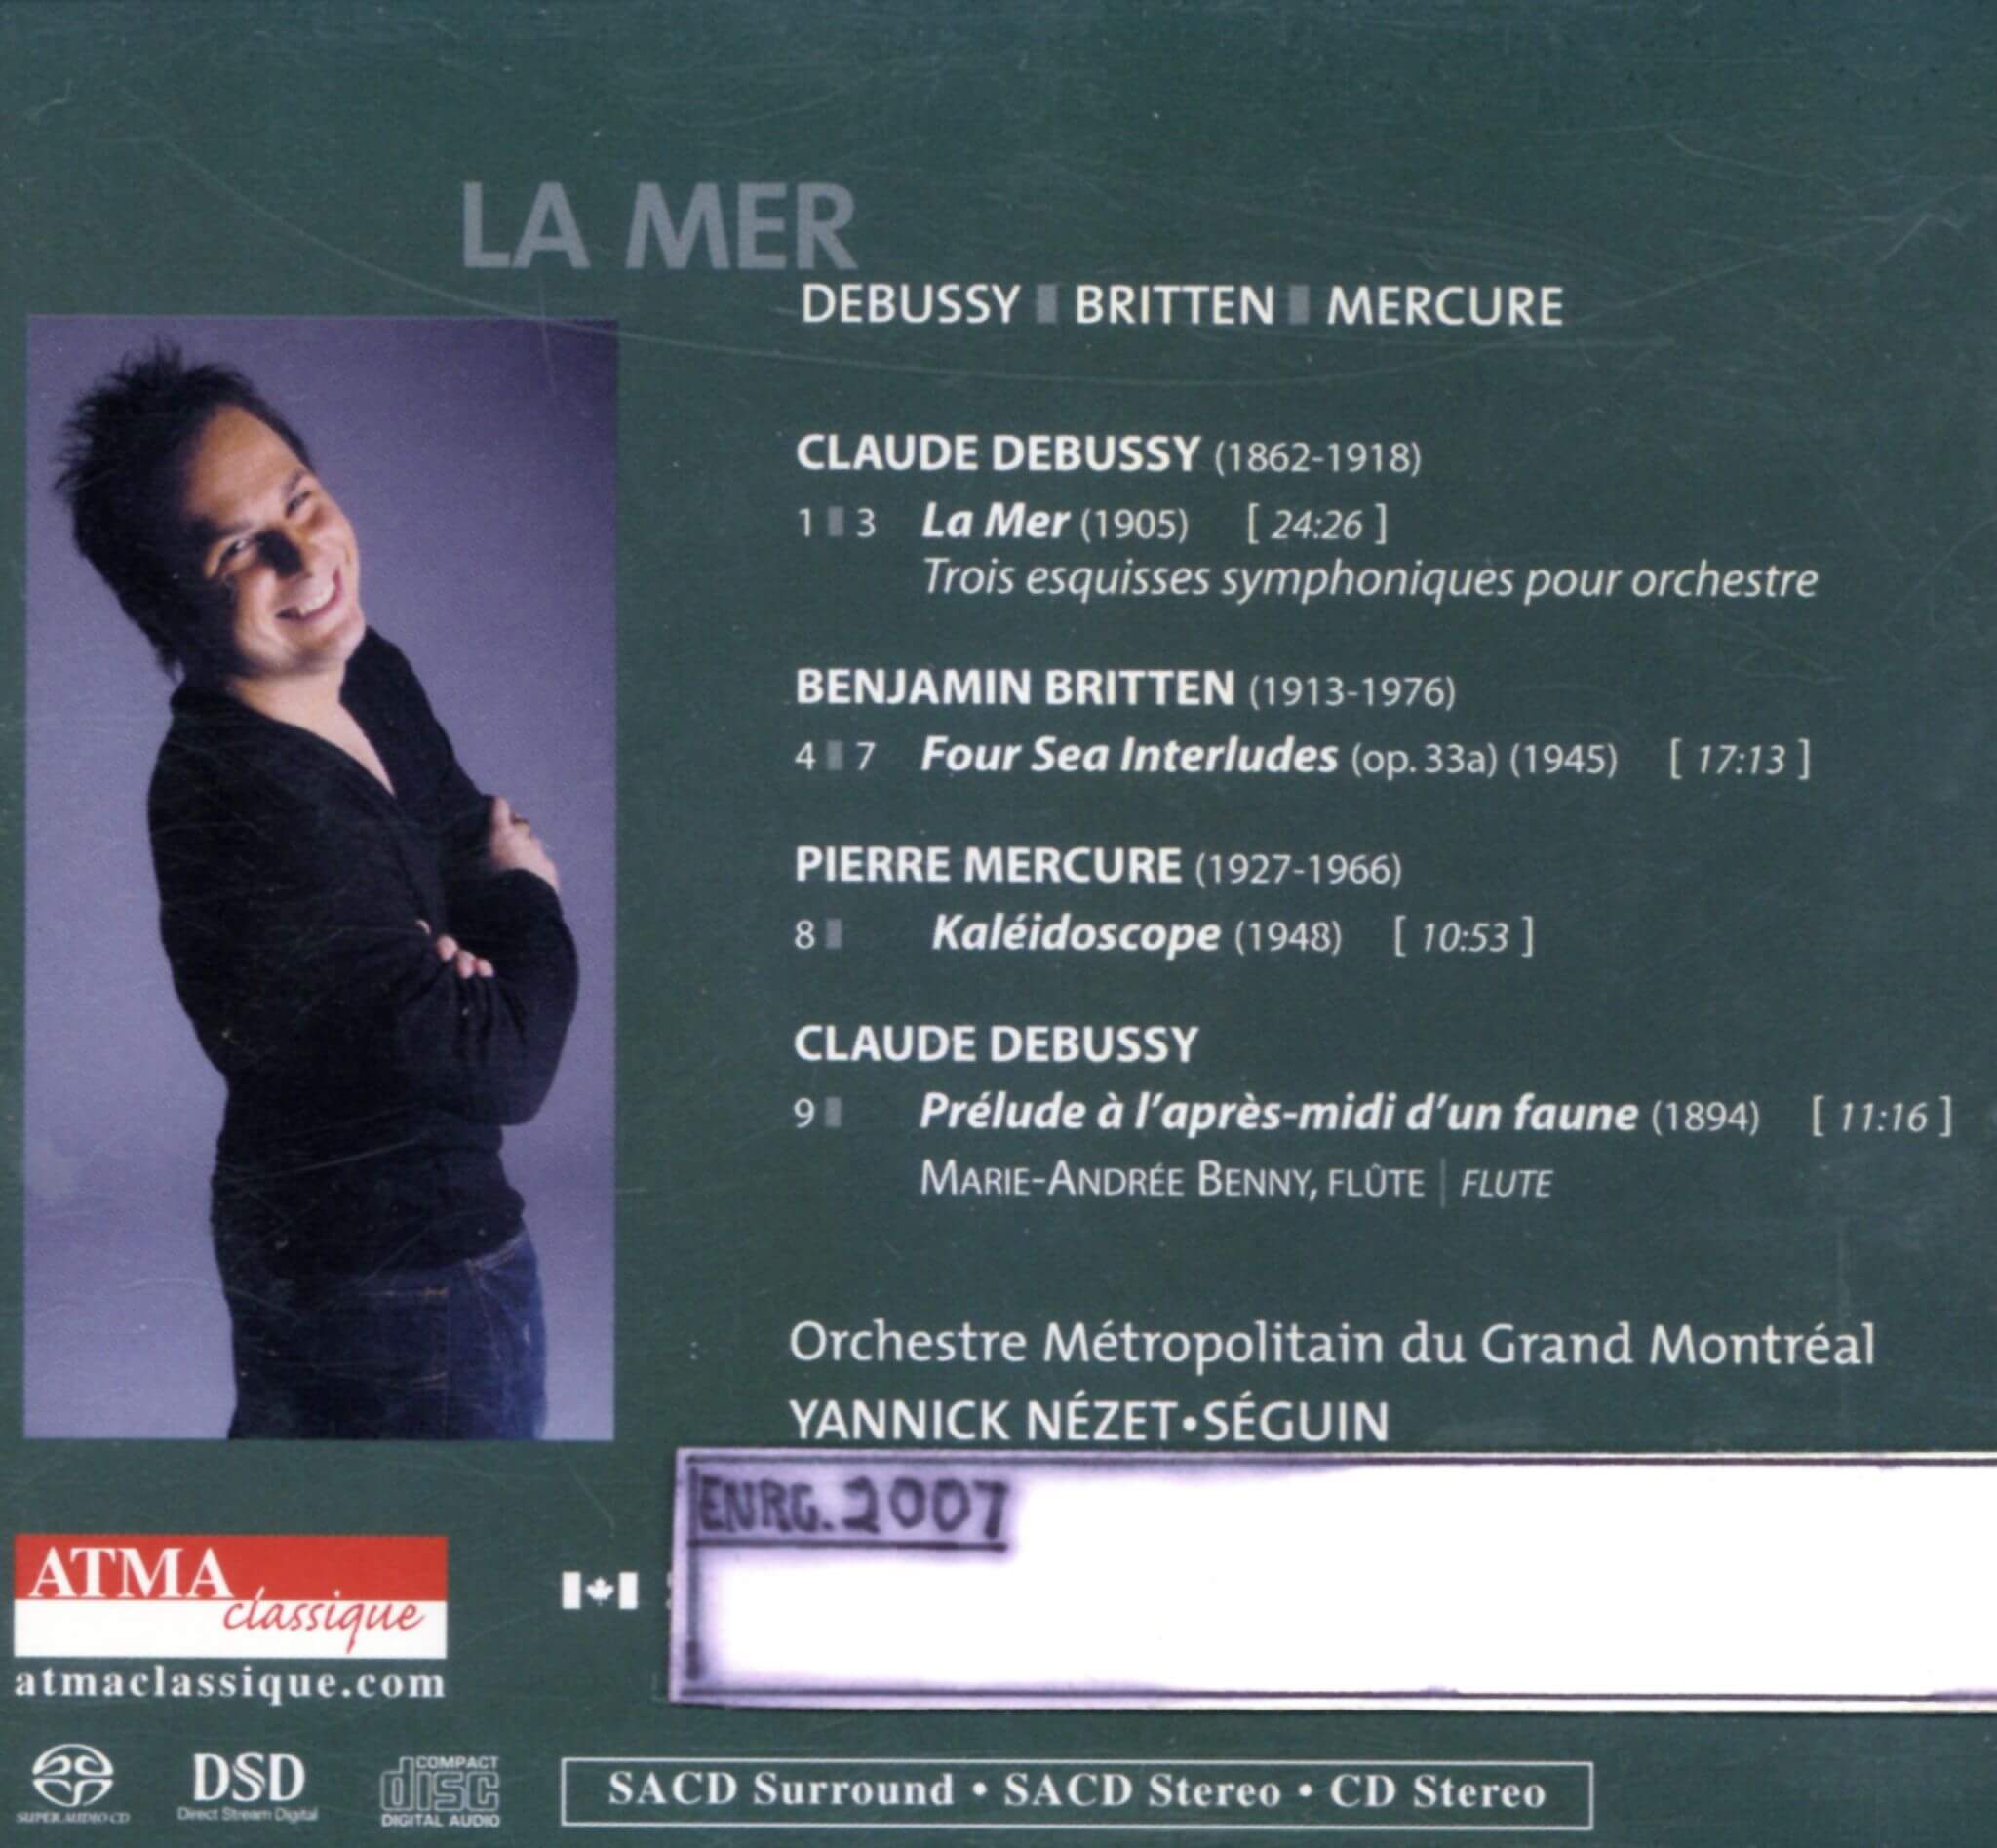 LA MER
DEBUSSY BRITTEN MERCURE
CLAUDE DEBUSSY (1862-1918)
1 3 La Mer (1905) [ 24:26 ]
Trois esquisses symphoniques pour orchestre
BENJAMIN BRITTEN (1913-1976)
4 7 Four Sea Interludes (op. 33a) (1945) [ 17:13 ]
PIERRE MERCURE (1927-1966)
8 Kaléidoscope (1948) [ 10:53 ]
CLAUDE DEBUSSY
9 Prélude à l'après-midi d'un faune (1894) [ 11:16 ]
MARIE-ANDRÉE BENNY, FLÛTE | FLUTE
Orchestre Métropolitain du Grand Montréal
YANNICK NÉZET•SÉGUIN
ENRG. 2007
ATMA
classique
atmaclassique.com
SUPER AUDIO CD
DSD
Direct Stream Digital
COMPACT
disc
DIGITAL AUDIO
SACD Surround • SACD Stereo • CD Stereo